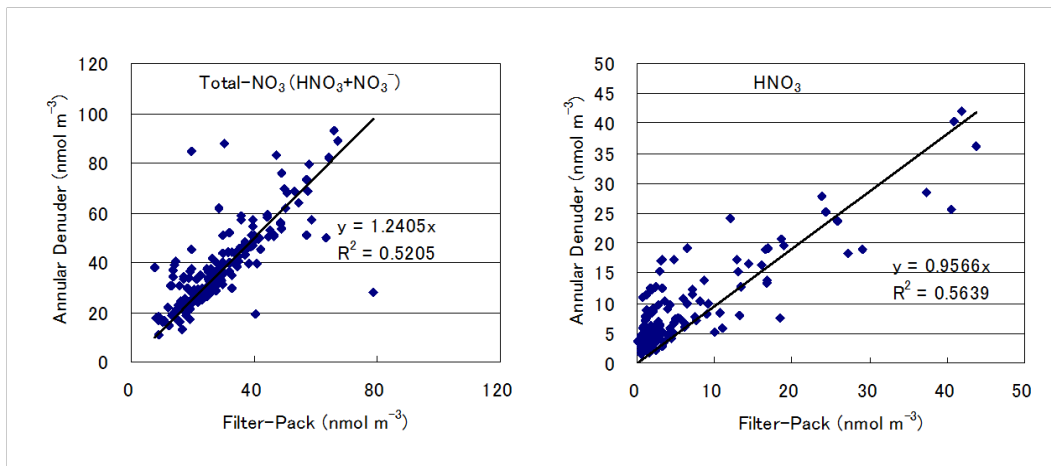 Total-NO₃ (HNO₃+NO₃⁻)
120
100
80
60
40
20
0
Annular Denuder (nmol m⁻³)
y = 1.2405x
R² = 0.5205
0 40 80 120
Filter-Pack (nmol m⁻³)
HNO₃
50
45
40
35
30
25
20
15
10
5
0
Annular Denuder (nmol m⁻³)
y = 0.9566x
R² = 0.5639
0 10 20 30 40 50
Filter-Pack (nmol m⁻³)